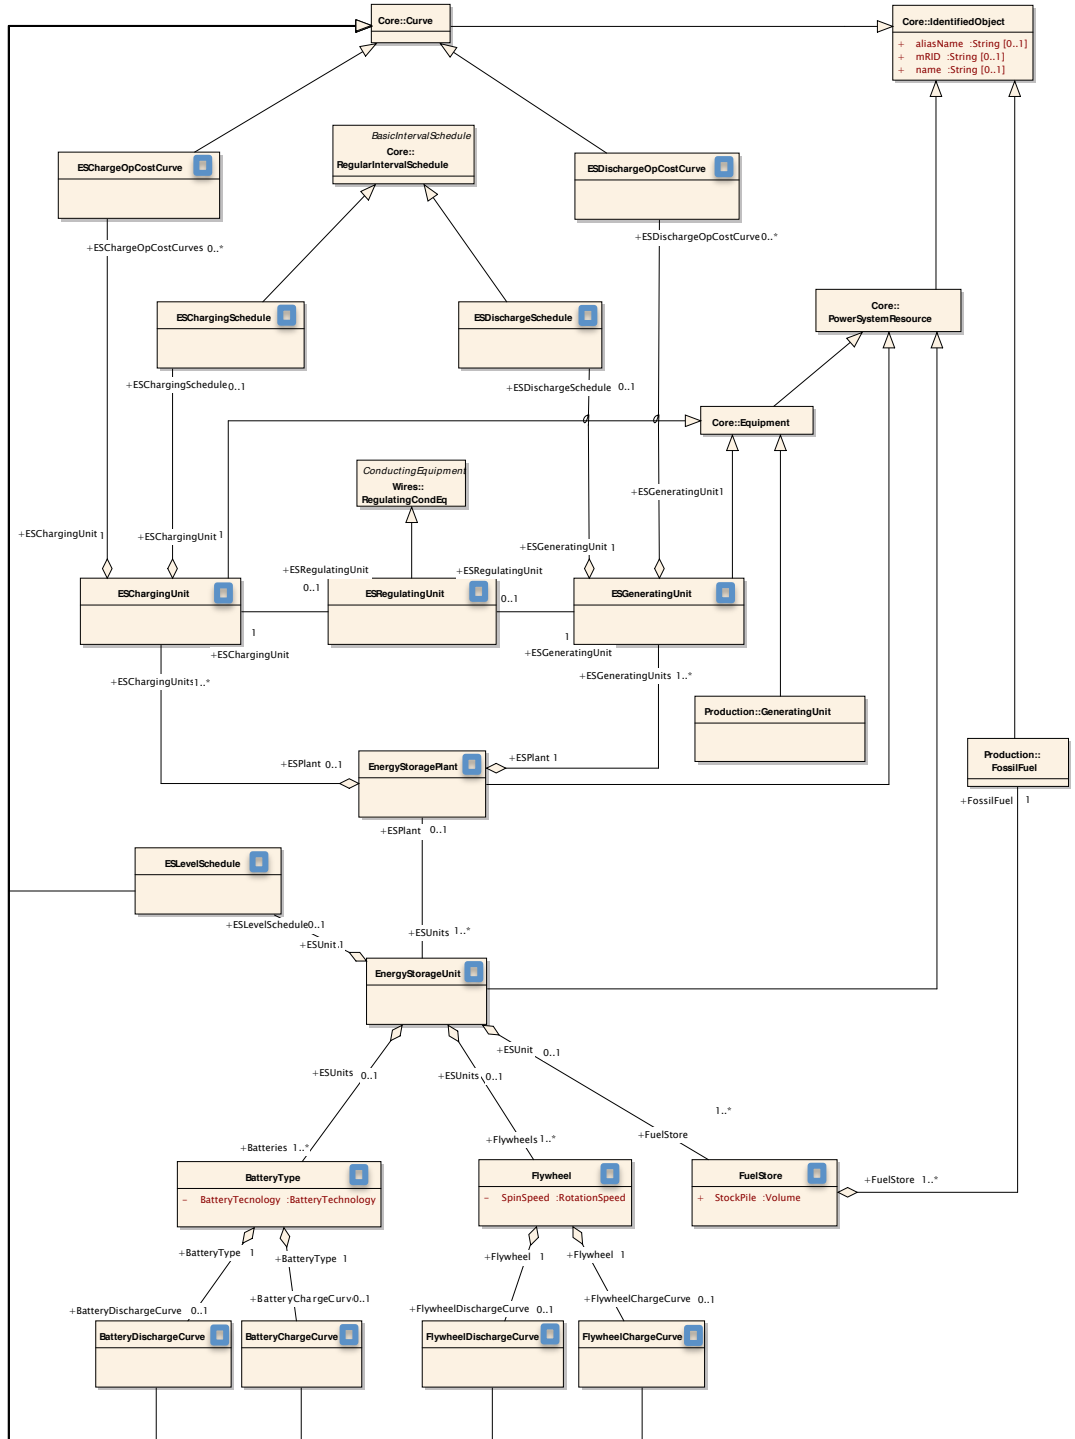 Core::Curve
Core::IdentifiedObject
+ aliasName :String [0..1]
+ mRID :String [0..1]
+ name :String [0..1]
BasicIntervalSchedule
Core::
RegularIntervalSchedule
ESChargeOpCostCurve
ESDischargeOpCostCurve
+ESChargeOpCostCurves 0..*
+ESDischargeOpCostCurve 0..*
ESChargingSchedule
ESDischargeSchedule
Core::
PowerSystemResource
+ESChargingSchedule 0..1
+ESDischargeSchedule 0..1
Core::Equipment
ConductingEquipment
Wires::
RegulatingCondEq
+ESGeneratingUnit 1
+ESChargingUnit 1
+ESChargingUnit 1
+ESGeneratingUnit 1
+ESRegulatingUnit
0..1
+ESRegulatingUnit
0..1
ESChargingUnit
ESRegulatingUnit
ESGeneratingUnit
1
+ESChargingUnit
1
+ESGeneratingUnit
+ESChargingUnits 1..*
+ESGeneratingUnits 1..*
Production::GeneratingUnit
+ESPlant 0..1
EnergyStoragePlant
+ESPlant 1
Production::
FossilFuel
+FossilFuel 1
+ESPlant 0..1
ESLevelSchedule
+ESLevelSchedule 0..1
+ESUnits 1..*
+ESUnit 1
EnergyStorageUnit
+ESUnits 0..1
+ESUnits 0..1
+ESUnit 0..1
1..*
+Batteries 1..*
+Flywheels 1..*
+FuelStore
BatteryType
- BatteryTecnology :BatteryTechnology
Flywheel
- SpinSpeed :RotationSpeed
FuelStore
+ StockPile :Volume
+FuelStore 1..*
+BatteryType 1
+BatteryType 1
+Flywheel 1
+Flywheel 1
+BatteryDischargeCurve 0..1
+BatteryChargeCurve 0..1
+FlywheelDischargeCurve 0..1
+FlywheelChargeCurve 0..1
BatteryDischargeCurve
BatteryChargeCurve
FlywheelDischargeCurve
FlywheelChargeCurve